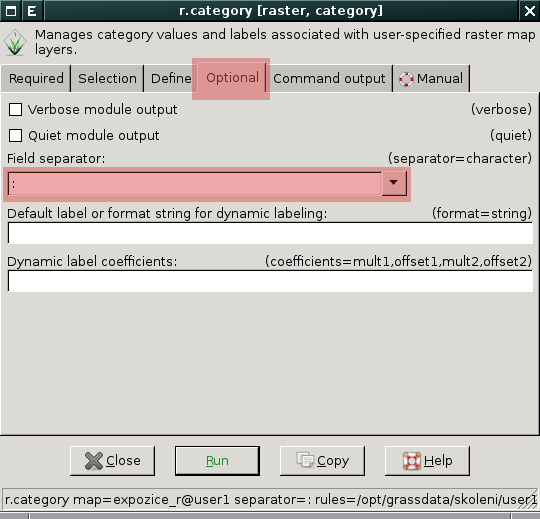 r.category [raster, category]
Manages category values and labels associated with user-specified raster map
layers.
Required Selection Define Optional Command output Manual
Verbose module output (verbose)
Quiet module output (quiet)
Field separator: (separator=character)
:
Default label or format string for dynamic labeling: (format=string)
Dynamic label coefficients: (coefficients=mult1,offset1,mult2,offset2)
Close Run Copy Help
r.category map=expozice_r@user1 separator=: rules=/opt/grassdata/skoleni/user1